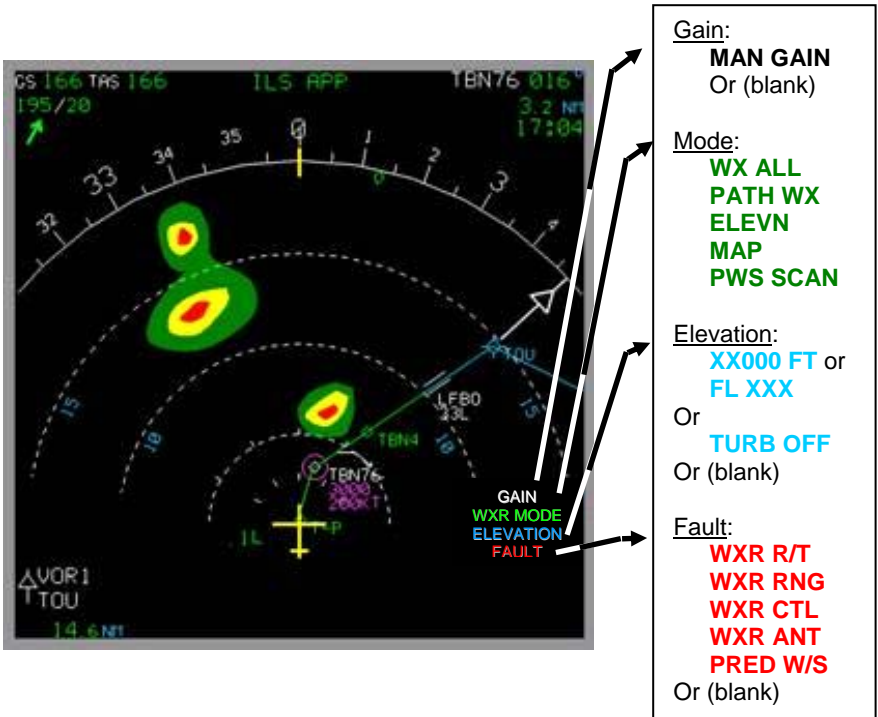 GS 166 TAS 166 ILS APP TBN76 016°
195/20 3.2 NM
17:04
32 33 34 35 0 1 2 3 4
TOU
15 10 LFBO 10 15
33L
TBN4
TBN76
3000
200KT
IL
VOR1
TOU
14.6 NM
GAIN
WXR MODE
ELEVATION
FAULT
Gain:
MAN GAIN
Or (blank)
Mode:
WX ALL
PATH WX
ELEVN
MAP
PWS SCAN
Elevation:
XX000 FT or
FL XXX
Or
TURB OFF
Or (blank)
Fault:
WXR R/T
WXR RNG
WXR CTL
WXR ANT
PRED W/S
Or (blank)